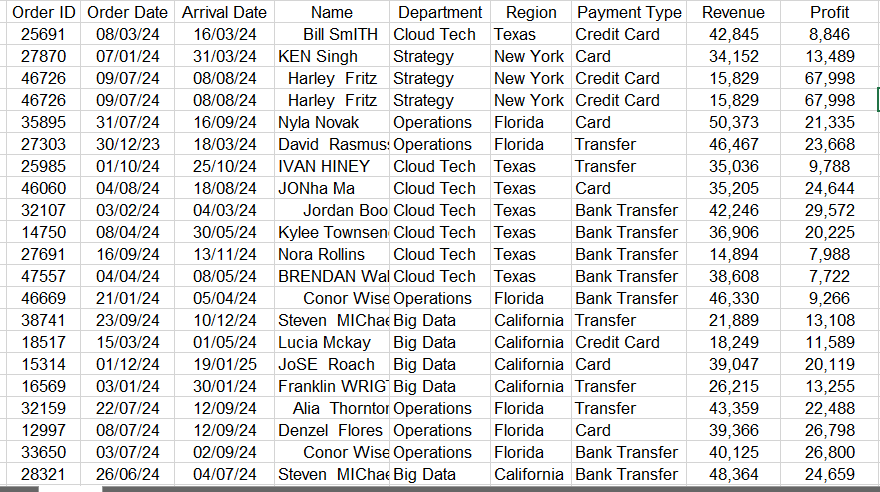 Order ID Order Date Arrival Date Name Department Region Payment Type Revenue Profit
25691 08/03/24 16/03/24 Bill SmITH Cloud Tech Texas Credit Card 42,845 8,846
27870 07/01/24 31/03/24 KEN Singh Strategy New York Card 34,152 13,489
46726 09/07/24 08/08/24 Harley Fritz Strategy New York Credit Card 15,829 67,998
46726 09/07/24 08/08/24 Harley Fritz Strategy New York Credit Card 15,829 67,998
35895 31/07/24 16/09/24 Nyla Novak Operations Florida Card 50,373 21,335
27303 30/12/23 18/03/24 David Rasmus Operations Florida Transfer 46,467 23,668
25985 01/10/24 25/10/24 IVAN HINEY Cloud Tech Texas Transfer 35,036 9,788
46060 04/08/24 18/08/24 JONha Ma Cloud Tech Texas Card 35,205 24,644
32107 03/02/24 04/03/24 Jordan Boo Cloud Tech Texas Bank Transfer 42,246 29,572
14750 08/04/24 30/05/24 Kylee Townsen Cloud Tech Texas Bank Transfer 36,906 20,225
27691 16/09/24 13/11/24 Nora Rollins Cloud Tech Texas Bank Transfer 14,894 7,988
47557 04/04/24 08/05/24 BRENDAN Wal Cloud Tech Texas Bank Transfer 38,608 7,722
46669 21/01/24 05/04/24 Conor Wise Operations Florida Bank Transfer 46,330 9,266
38741 23/09/24 10/12/24 Steven MIChae Big Data California Transfer 21,889 13,108
18517 15/03/24 01/05/24 Lucia Mckay Big Data California Credit Card 18,249 11,589
15314 01/12/24 19/01/25 JoSE Roach Big Data California Card 39,047 20,119
16569 03/01/24 30/01/24 Franklin WRIG Big Data California Transfer 26,215 13,255
32159 22/07/24 12/09/24 Alia Thornton Operations Florida Transfer 43,359 22,488
12997 08/07/24 12/09/24 Denzel Flores Operations Florida Card 39,366 26,798
33650 03/07/24 02/09/24 Conor Wise Operations Florida Bank Transfer 40,125 26,800
28321 26/06/24 04/07/24 Steven MIChae Big Data California Bank Transfer 48,364 24,659